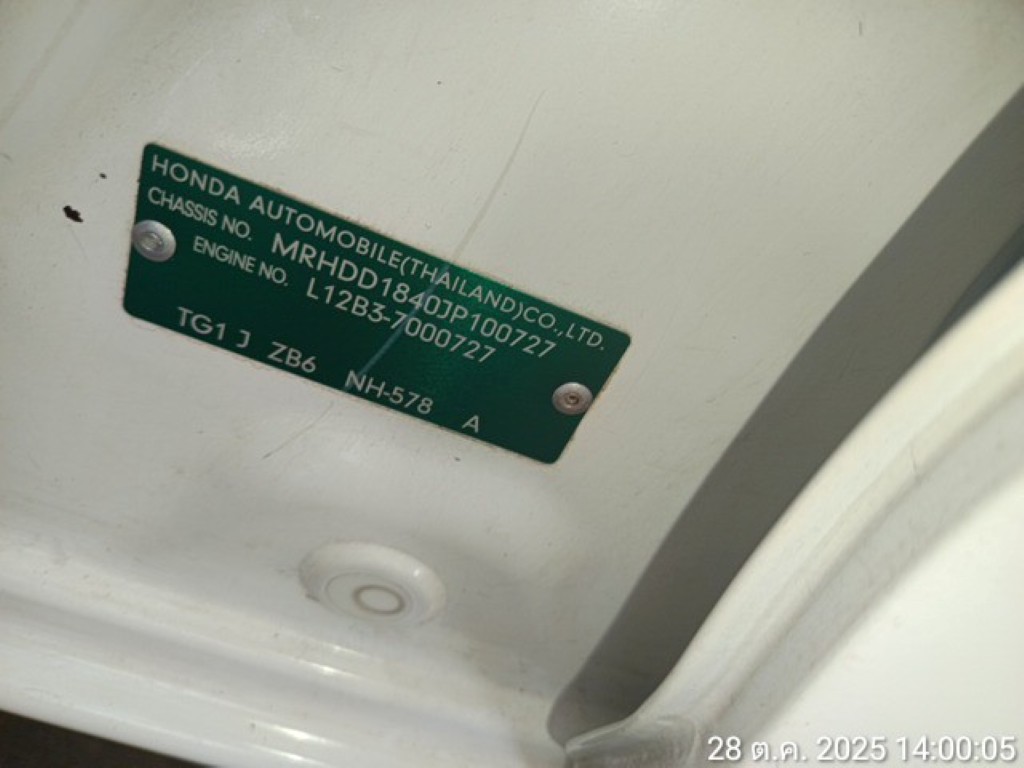 HONDA AUTOMOBILE(THAILAND)CO.,LTD.
CHASSIS NO. MRHDD1840JP100727
ENGINE NO. L12B3-7000727
TG1 J ZB6 NH-578 A
28 ต.ค. 2025 14:00:05